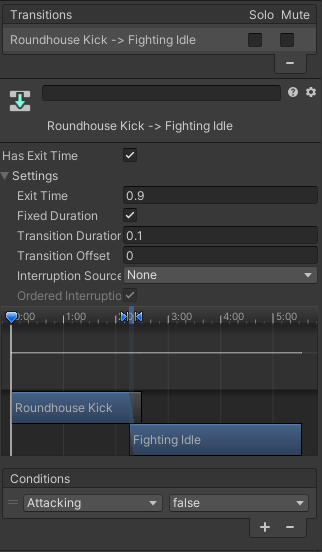 Transitions Solo Mute
Roundhouse Kick -> Fighting Idle
Roundhouse Kick -> Fighting Idle
Has Exit Time
Settings
Exit Time 0.9
Fixed Duration
Transition Duration 0.1
Transition Offset 0
Interruption Source None
Ordered Interruptio
0:00 1:00 2:00 3:00 4:00 5:00
Roundhouse Kick
Fighting Idle
Conditions
Attacking false